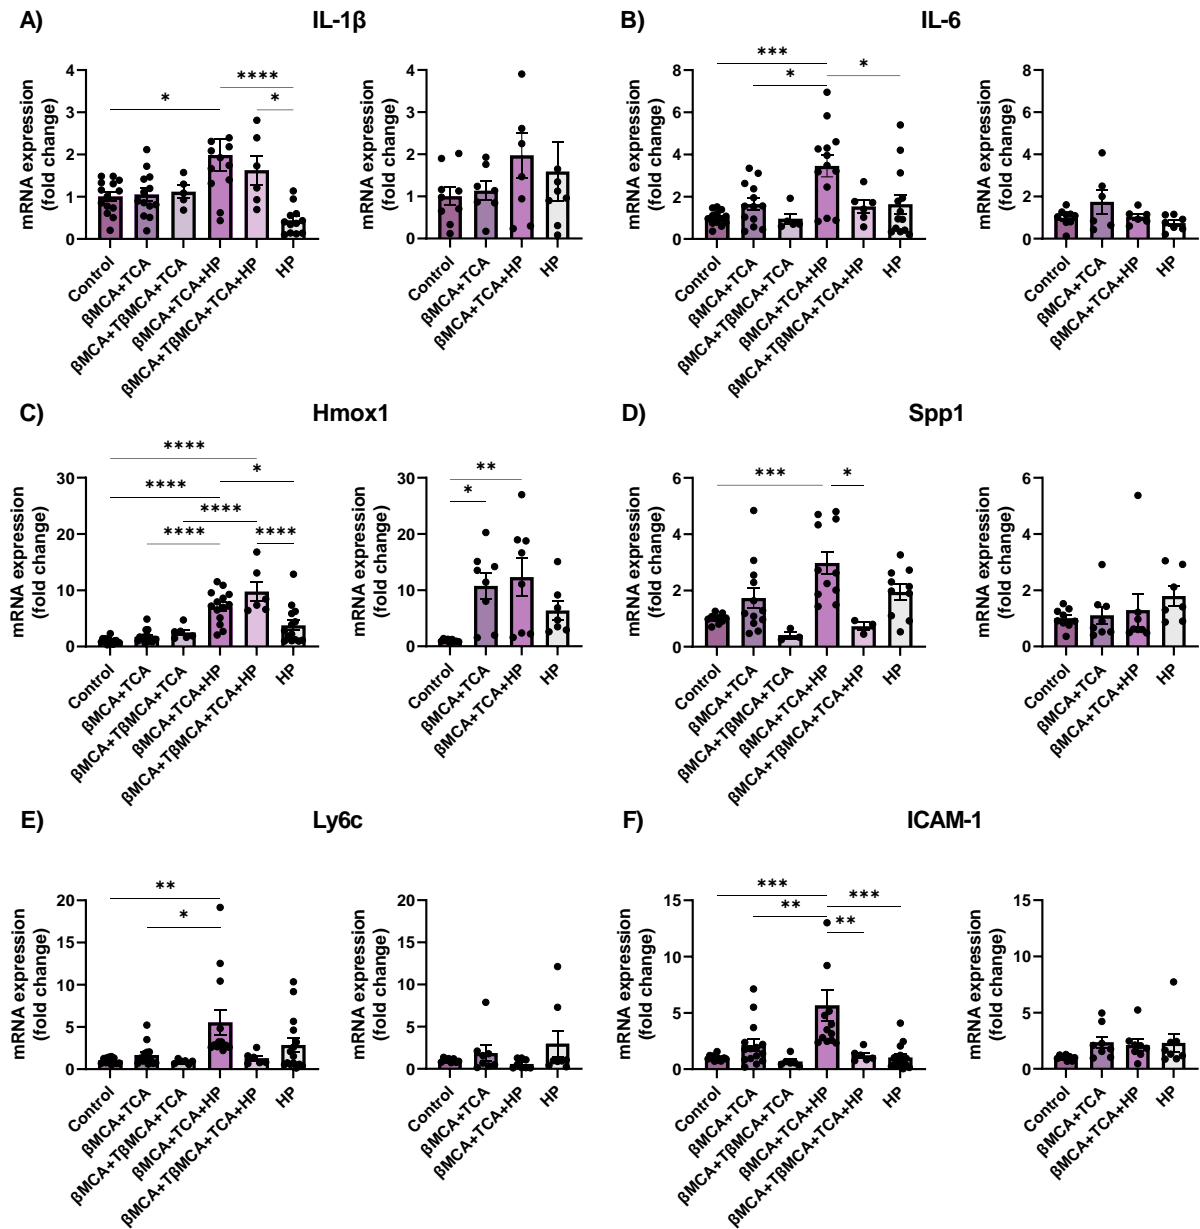 A) IL-1β
mRNA expression
(fold change)
4
3
2
1
0
* **** *
Control
βMCA+TCA
βMCA+TβMCA+TCA
βMCA+TCA+HP
βMCA+TβMCA+TCA+HP
HP
mRNA expression
(fold change)
4
3
2
1
0
Control
βMCA+TCA
βMCA+TCA+HP
HP
B) IL-6
mRNA expression
(fold change)
8
6
4
2
0
*** * *
Control
βMCA+TCA
βMCA+TβMCA+TCA
βMCA+TCA+HP
βMCA+TβMCA+TCA+HP
HP
mRNA expression
(fold change)
8
6
4
2
0
Control
βMCA+TCA
βMCA+TCA+HP
HP
C) Hmox1
mRNA expression
(fold change)
30
20
10
0
****
*
****
****
**** ****
Control
βMCA+TCA
βMCA+TβMCA+TCA
βMCA+TCA+HP
βMCA+TβMCA+TCA+HP
HP
mRNA expression
(fold change)
30
20
10
0
**
*
Control
βMCA+TCA
βMCA+TCA+HP
HP
D) Spp1
mRNA expression
(fold change)
6
4
2
0
*** *
Control
βMCA+TCA
βMCA+TβMCA+TCA
βMCA+TCA+HP
βMCA+TβMCA+TCA+HP
HP
mRNA expression
(fold change)
6
4
2
0
Control
βMCA+TCA
βMCA+TCA+HP
HP
E) Ly6c
mRNA expression
(fold change)
20
15
10
5
0
**
*
Control
βMCA+TCA
βMCA+TβMCA+TCA
βMCA+TCA+HP
βMCA+TβMCA+TCA+HP
HP
mRNA expression
(fold change)
20
15
10
5
0
Control
βMCA+TCA
βMCA+TCA+HP
HP
F) ICAM-1
mRNA expression
(fold change)
15
10
5
0
***
***
**
**
Control
βMCA+TCA
βMCA+TβMCA+TCA
βMCA+TCA+HP
βMCA+TβMCA+TCA+HP
HP
mRNA expression
(fold change)
15
10
5
0
Control
βMCA+TCA
βMCA+TCA+HP
HP